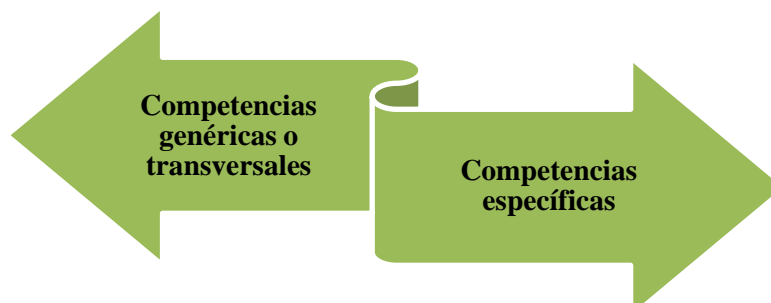 Competencias
genéricas o
transversales
Competencias
específicas